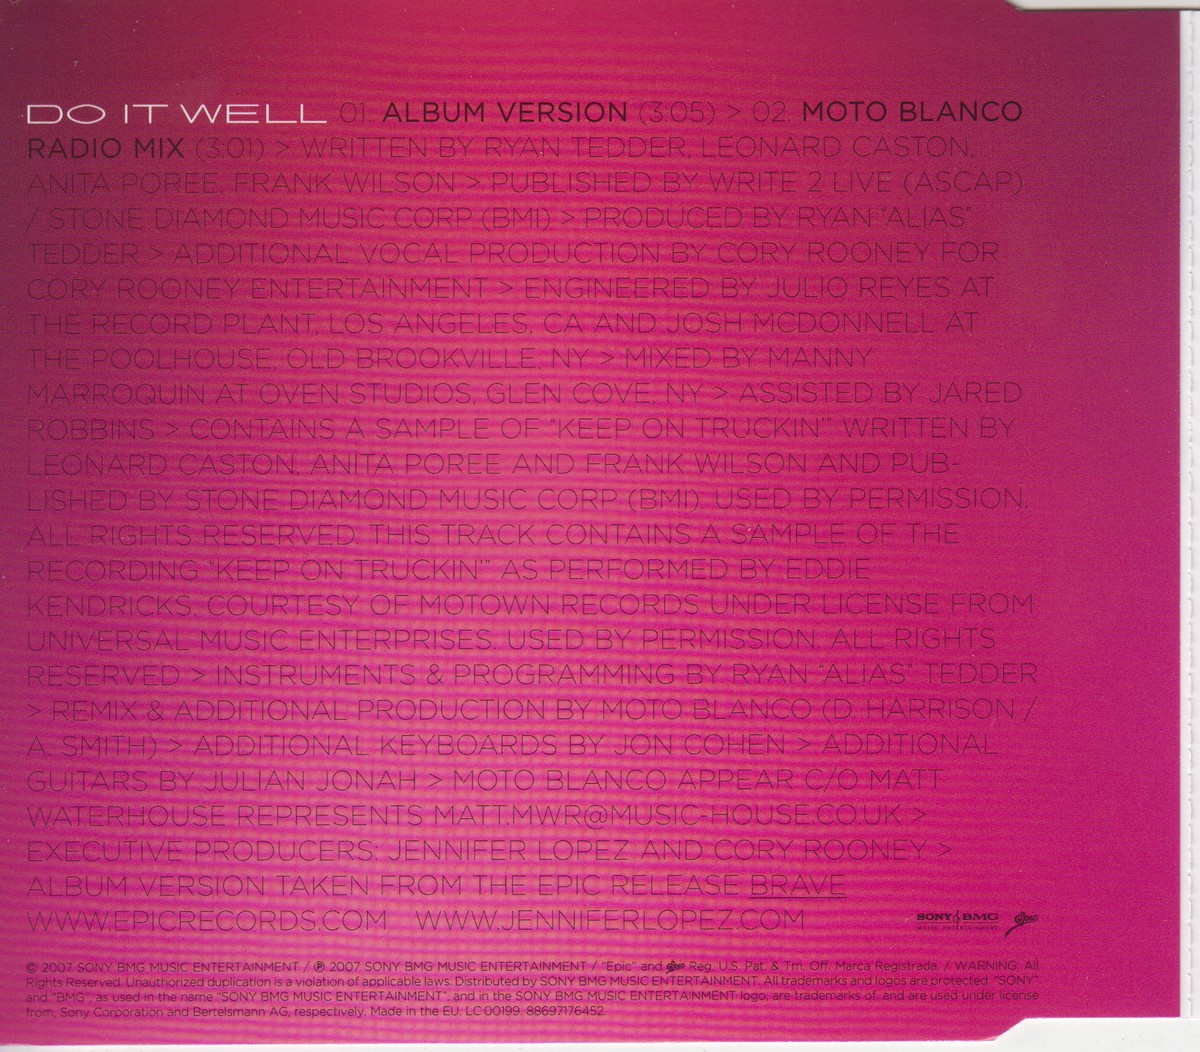 DO IT WELL 01. ALBUM VERSION (3:05) > 02. MOTO BLANCO
RADIO MIX (3:01) > WRITTEN BY RYAN TEDDER, LEONARD CASTON,
ANITA POREE, FRANK WILSON > PUBLISHED BY WRITE 2 LIVE (ASCAP)
/ STONE DIAMOND MUSIC CORP (BMI) > PRODUCED BY RYAN "ALIAS"
TEDDER > ADDITIONAL VOCAL PRODUCTION BY CORY ROONEY FOR
CORY ROONEY ENTERTAINMENT > ENGINEERED BY JULIO REYES AT
THE RECORD PLANT, LOS ANGELES, CA AND JOSH MCDONNELL AT
THE POOLHOUSE, OLD BROOKVILLE, NY > MIXED BY MANNY
MARROQUIN AT OVEN STUDIOS, GLEN COVE, NY > ASSISTED BY JARED
ROBBINS > CONTAINS A SAMPLE OF "KEEP ON TRUCKIN'" WRITTEN BY
LEONARD CASTON, ANITA POREE AND FRANK WILSON AND PUB-
LISHED BY STONE DIAMOND MUSIC CORP (BMI). USED BY PERMISSION.
ALL RIGHTS RESERVED. THIS TRACK CONTAINS A SAMPLE OF THE
RECORDING "KEEP ON TRUCKIN'" AS PERFORMED BY EDDIE
KENDRICKS. COURTESY OF MOTOWN RECORDS UNDER LICENSE FROM
UNIVERSAL MUSIC ENTERPRISES. USED BY PERMISSION. ALL RIGHTS
RESERVED > INSTRUMENTS & PROGRAMMING BY RYAN "ALIAS" TEDDER
> REMIX & ADDITIONAL PRODUCTION BY MOTO BLANCO (D. HARRISON /
A. SMITH) > ADDITIONAL KEYBOARDS BY JON COHEN > ADDITIONAL
GUITARS BY JULIAN JONAH > MOTO BLANCO APPEAR C/O MATT
WATERHOUSE REPRESENTS MATT.MWR@MUSIC-HOUSE.CO.UK >
EXECUTIVE PRODUCERS: JENNIFER LOPEZ AND CORY ROONEY >
ALBUM VERSION TAKEN FROM THE EPIC RELEASE BRAVE
WWW.EPICRECORDS.COM WWW.JENNIFERLOPEZ.COM
SONY BMG
MUSIC ENTERTAINMENT
Epic
© 2007 SONY BMG MUSIC ENTERTAINMENT / ℗ 2007 SONY BMG MUSIC ENTERTAINMENT / "Epic" and Epic Reg. U.S. Pat. & Tm. Off. Marca Registrada. / WARNING: All
Rights Reserved. Unauthorized duplication is a violation of applicable laws. Distributed by SONY BMG MUSIC ENTERTAINMENT. All trademarks and logos are protected. "SONY"
and "BMG", as used in the name "SONY BMG MUSIC ENTERTAINMENT", and in the SONY BMG MUSIC ENTERTAINMENT logo, are trademarks of, and are used under license
from, Sony Corporation and Bertelsmann AG, respectively. Made in the EU. LC 00199. 88697176452.